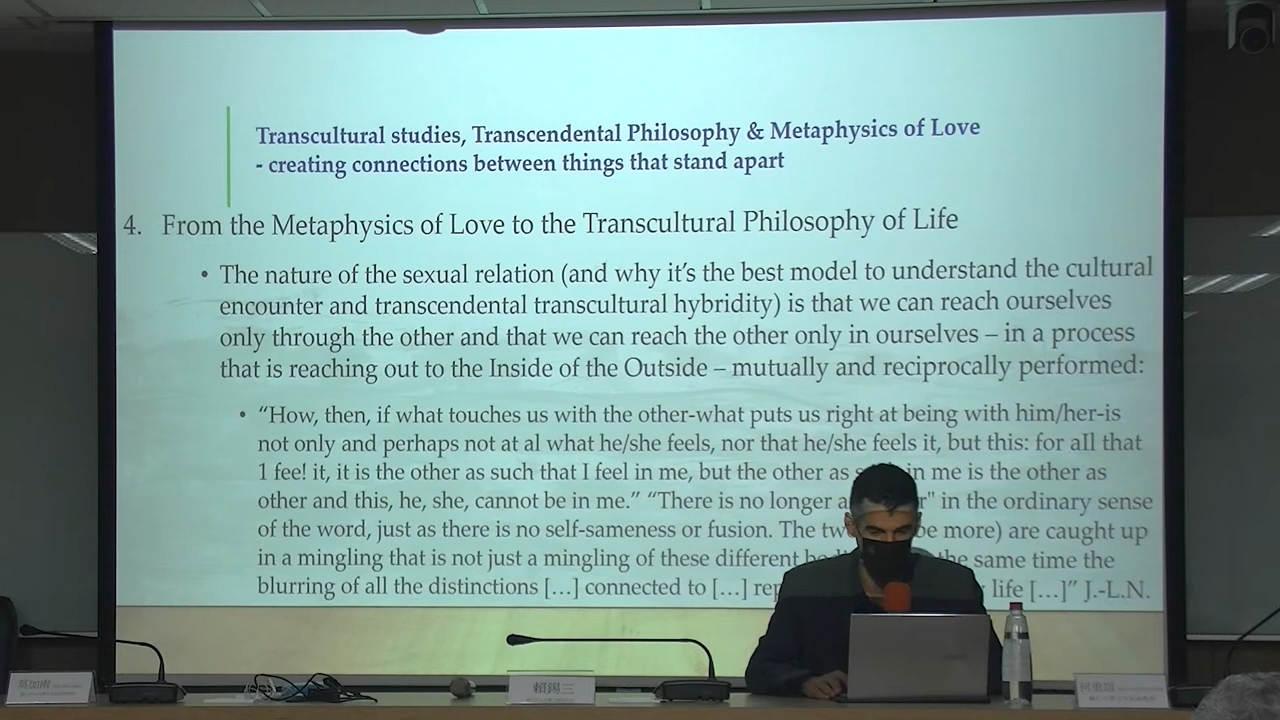 Transcultural studies, Transcendental Philosophy & Metaphysics of Love
- creating connections between things that stand apart
4. From the Metaphysics of Love to the Transcultural Philosophy of Life
• The nature of the sexual relation (and why it’s the best model to understand the cultural
encounter and transcendental transcultural hybridity) is that we can reach ourselves
only through the other and that we can reach the other only in ourselves – in a process
that is reaching out to the Inside of the Outside – mutually and reciprocally performed:
• “How, then, if what touches us with the other-what puts us right at being with him/her-is
not only and perhaps not at al what he/she feels, nor that he/she feels it, but this: for aIl that
1 fee! it, it is the other as such that I feel in me, but the other as in me is the other as
other and this, he, she, cannot be in me.” “There is no longer a r" in the ordinary sense
of the word, just as there is no self-sameness or fusion. The be more) are caught up
in a mingling that is not just a mingling of these different the same time the
blurring of all the distinctions […] connected to […] life […]” J.-L.N.
賴錫三